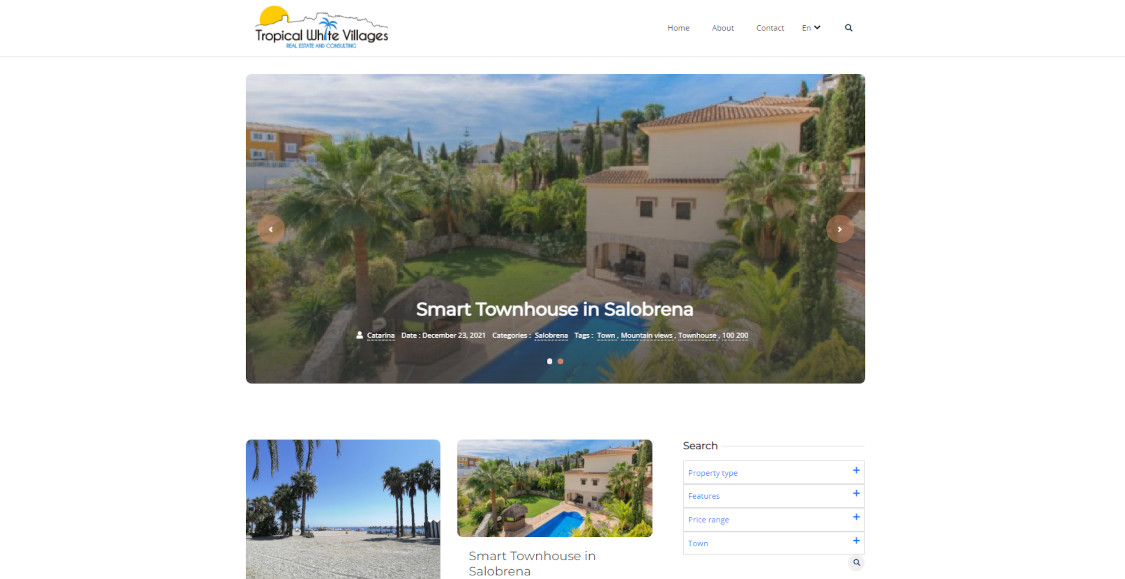 Tropical White Villages
REAL ESTATE AND CONSULTING
Home About Contact En
Smart Townhouse in Salobrena
Catarina Date : December 23, 2021 Categories : Salobrena Tags : Town , Mountain views , Townhouse , 100 200
Search
Property type +
Features +
Price range +
Town +
Smart Townhouse in
Salobrena